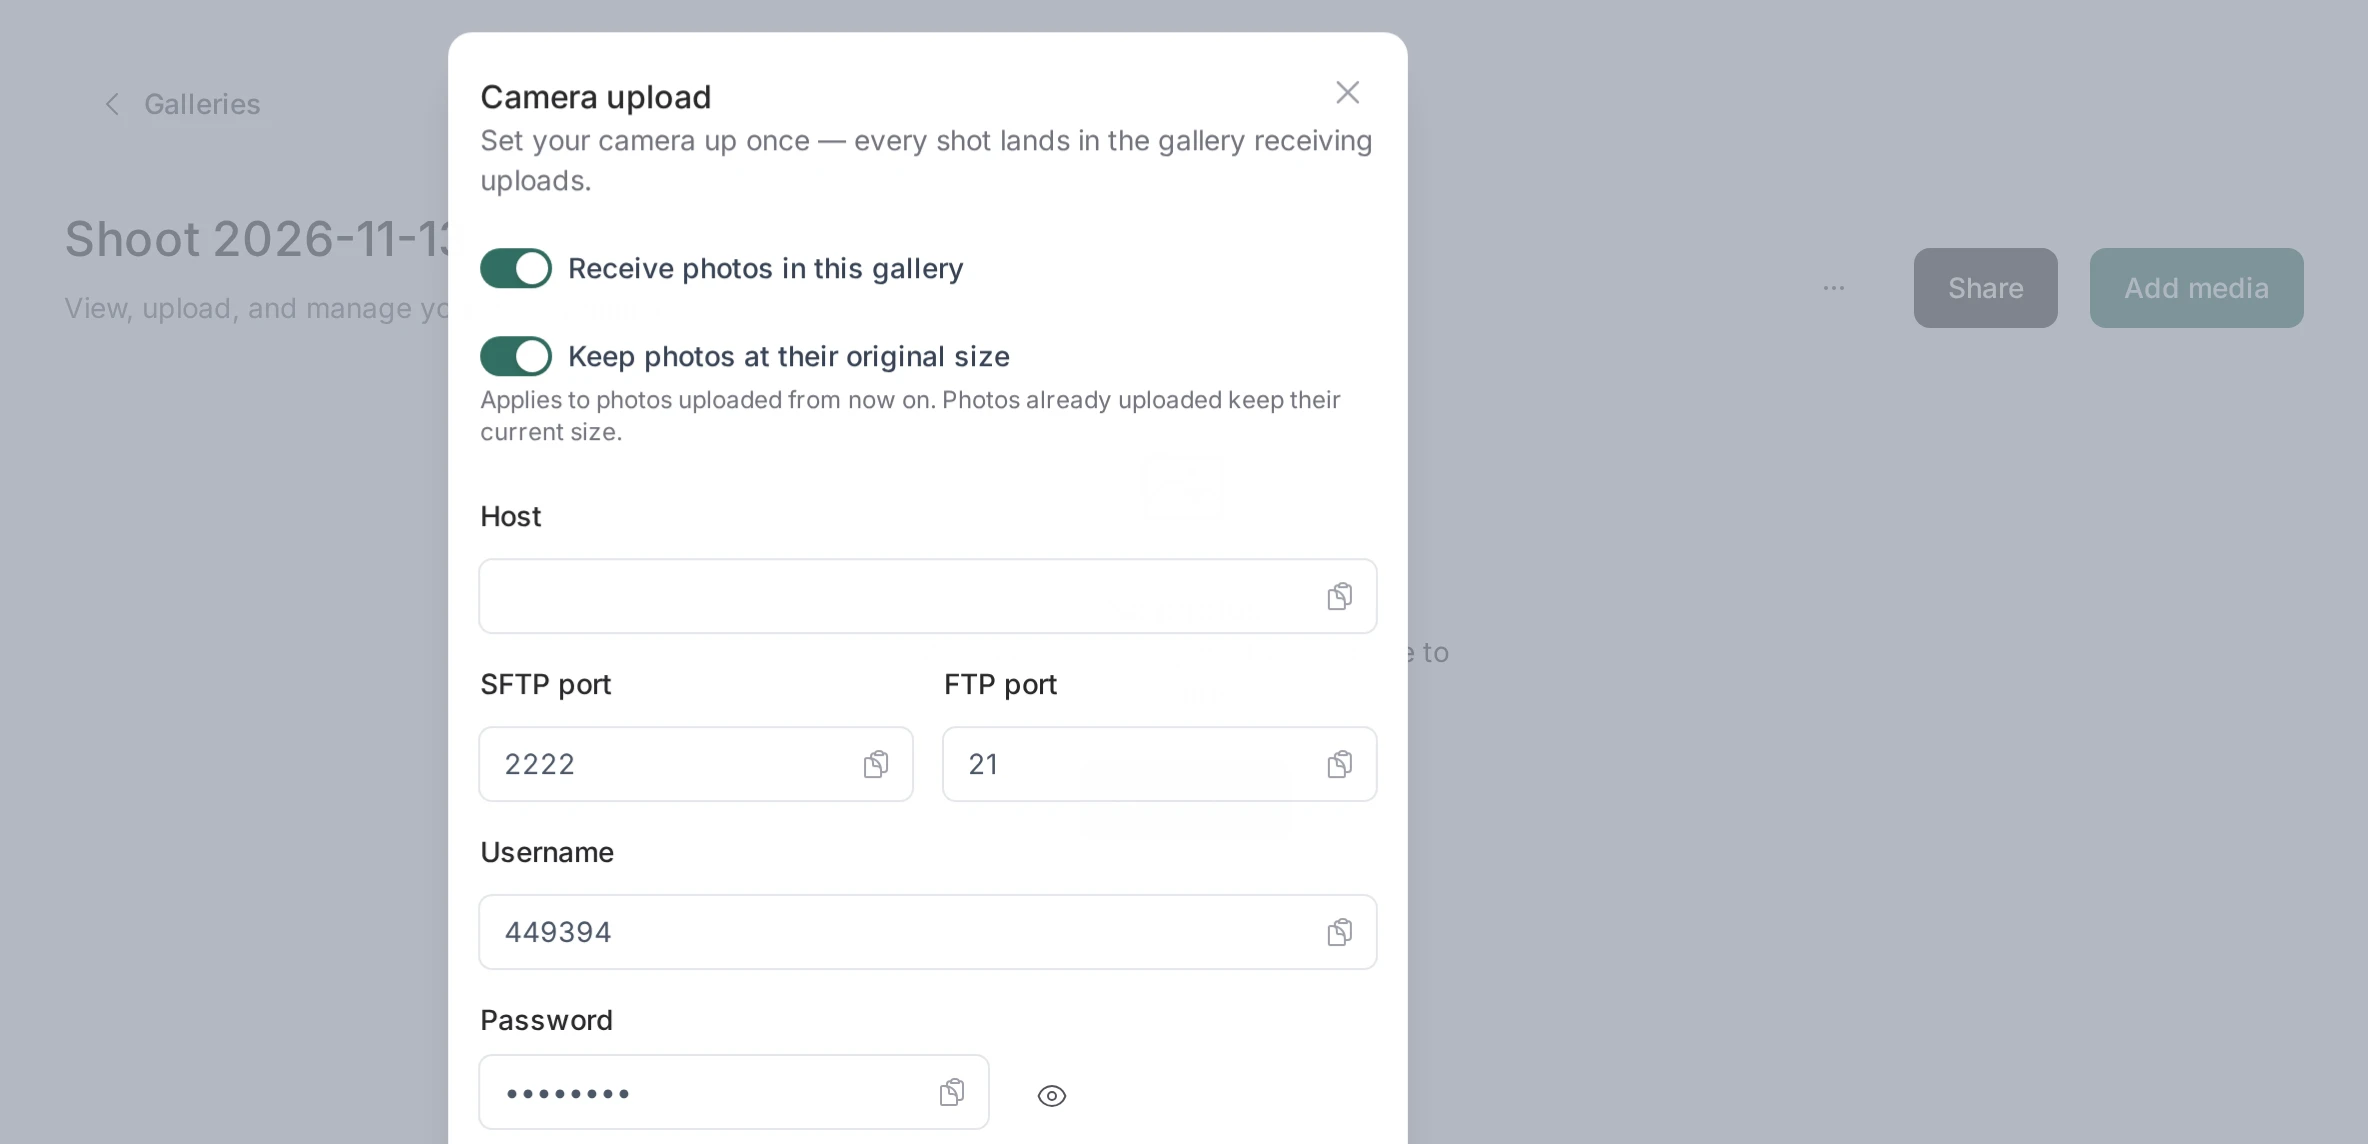 Galleries
Shoot 2026-11-13
View, upload, and manage
Share
Add media
Camera upload
Set your camera up once — every shot lands in the gallery receiving
uploads.
Receive photos in this gallery
Keep photos at their original size
Applies to photos uploaded from now on. Photos already uploaded keep their
current size.
Host
to
SFTP port
FTP port
2222
21
Username
449394
Password
••••••••